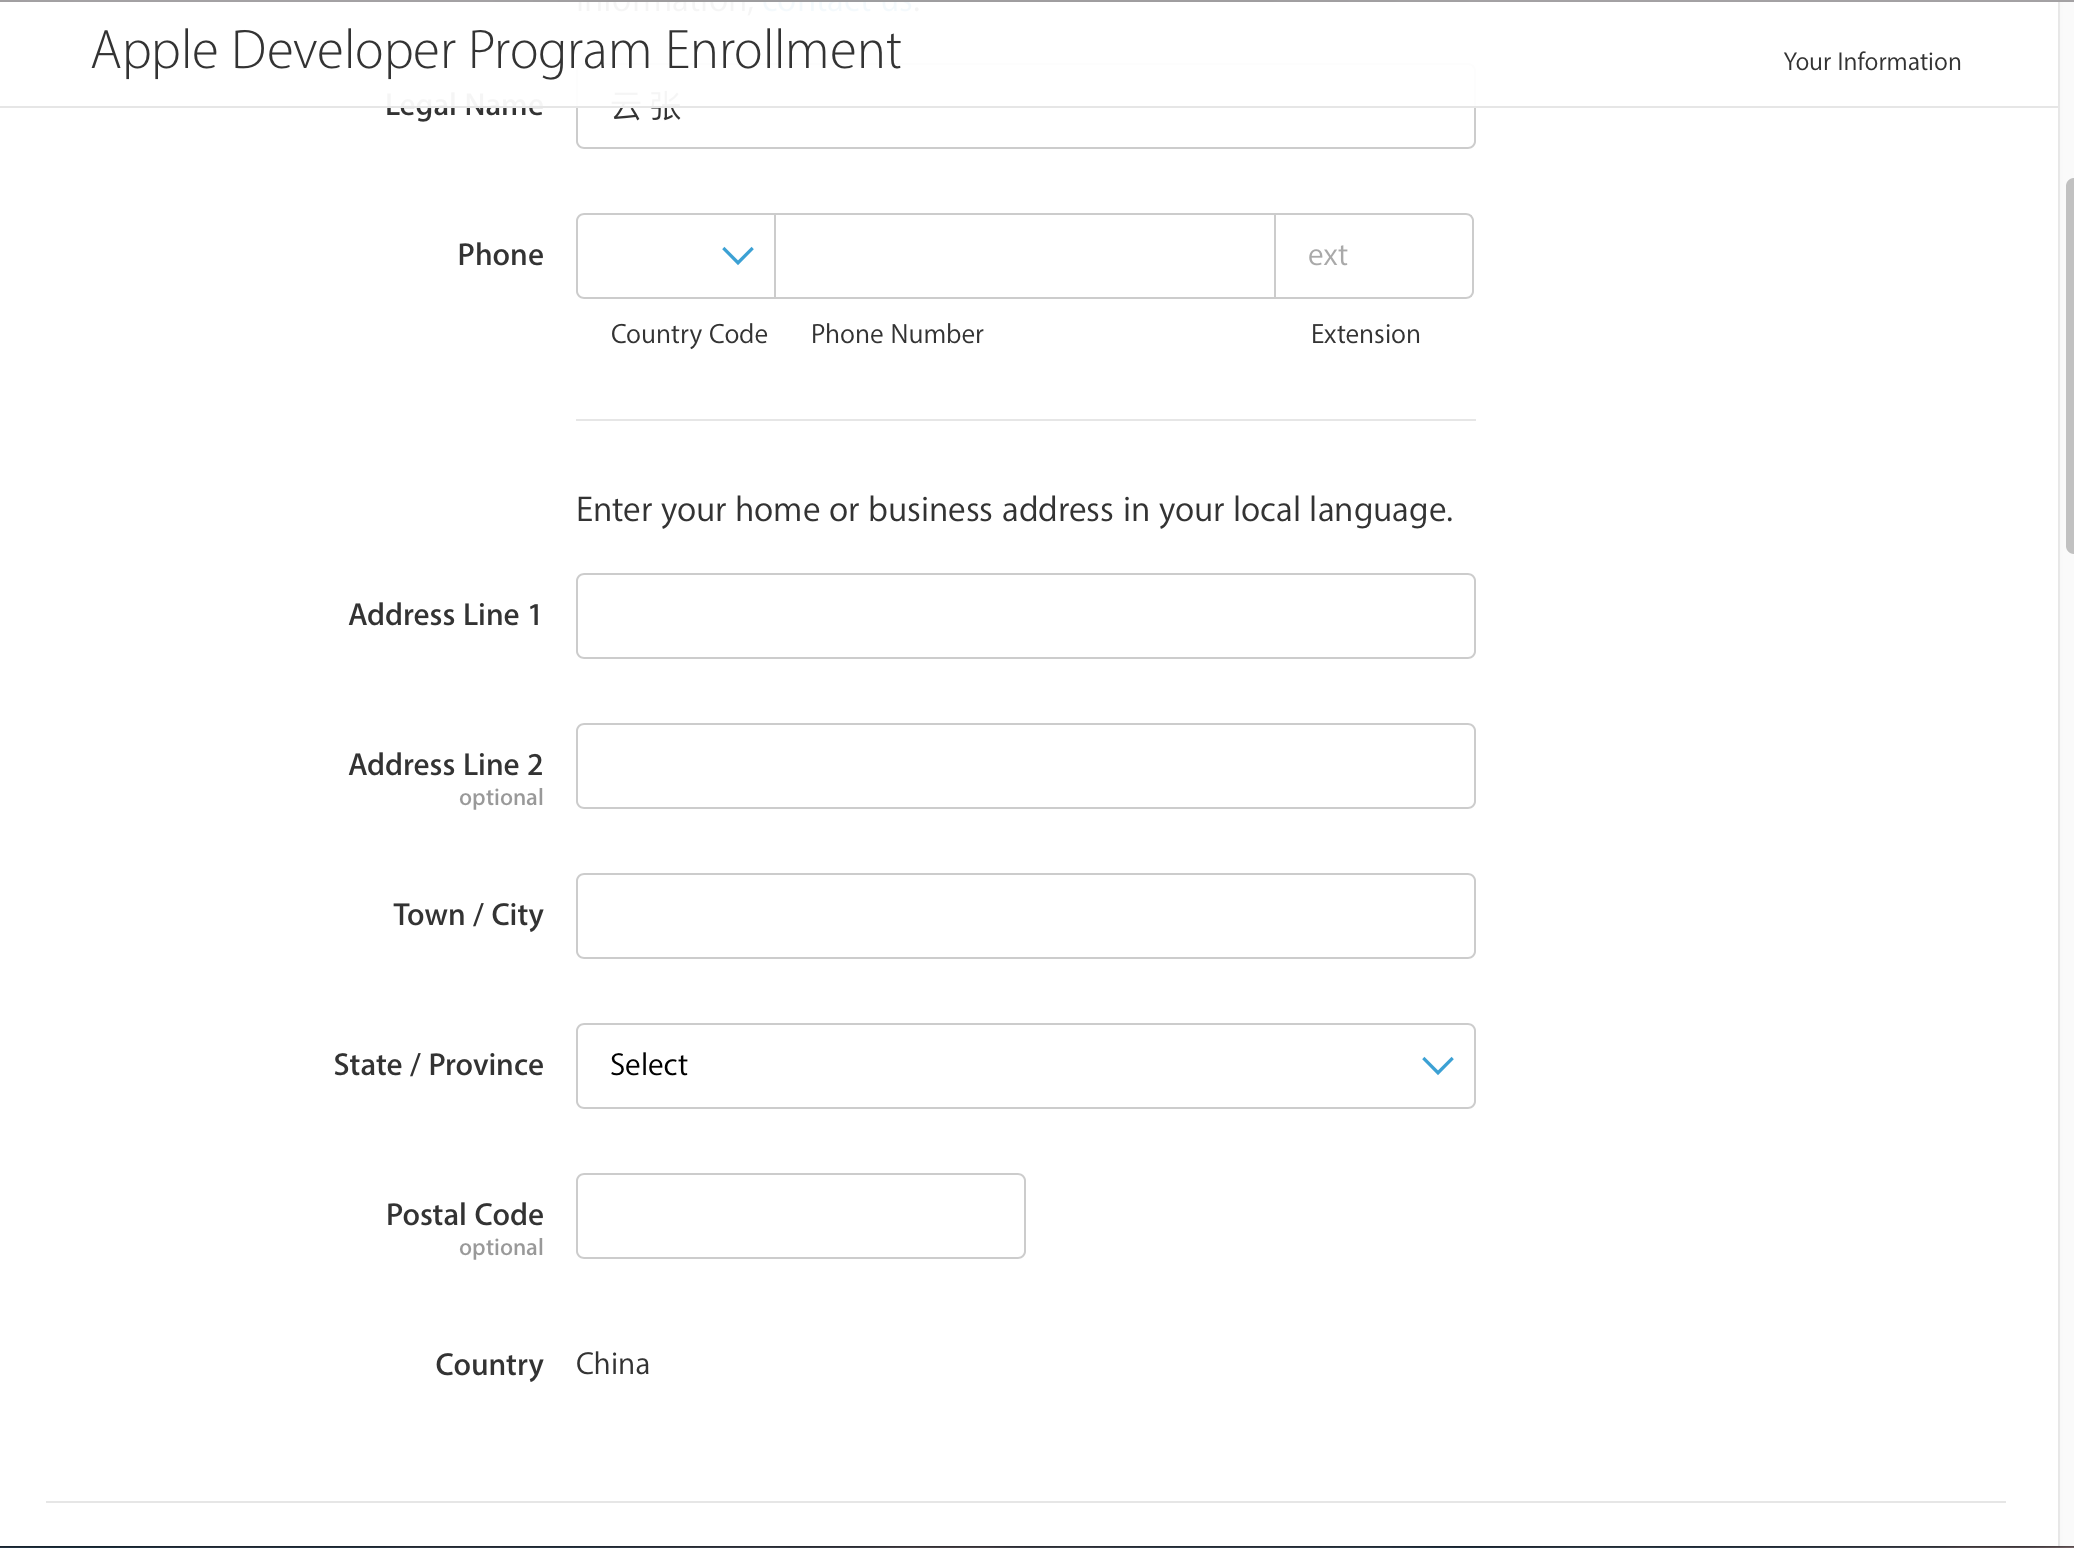 information, contact us.
Apple Developer Program Enrollment
Your Information
Legal Name
云 张
Phone
ext
Country Code
Phone Number
Extension
Enter your home or business address in your local language.
Address Line 1
Address Line 2
optional
Town / City
State / Province
Select
Postal Code
optional
Country
China